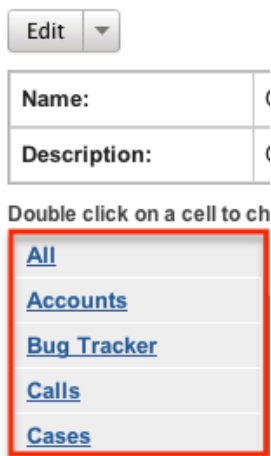 Edit
Name:
Description:
Double click on a cell to ch
All
Accounts
Bug Tracker
Calls
Cases